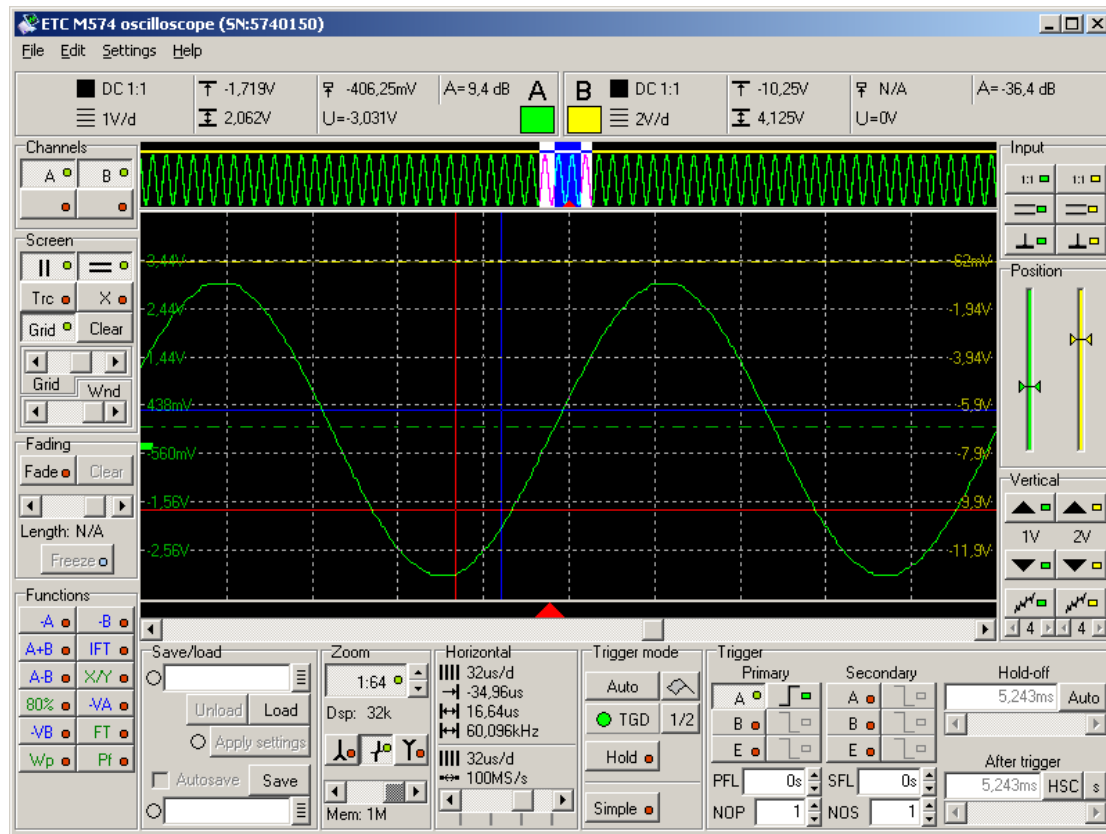 ETC M574 oscilloscope (SN:5740150)
File Edit Settings Help
DC 1:1 -1,719V -406,25mV A=9,4 dB A B DC 1:1 -10,25V N/A A=-36,4 dB
1V/d 2,062V U=-3,031V 2V/d 4,125V U=0V
Channels
A B
Screen
Trc X
Grid Clear
Grid Wnd
Fading
Fade Clear
Length: N/A
Freeze
Functions
-A -B
A+B IFT
A-B X/Y
80% -VA
-VB FT
Wp Pf
3,44V -62mV
2,44V -1,94V
1,44V -3,94V
438mV -5,9V
-560mV -7,9V
-1,56V -9,9V
-2,56V -11,9V
Input
1:1 1:1
Position
Vertical
1V 2V
4 4
Save/load
Unload Load
Apply settings
Autosave Save
Zoom
1:64
Dsp: 32k
Mem: 1M
Horizontal
32us/d
-34,96us
16,64us
60,096kHz
32us/d
100MS/s
Trigger mode
Auto
TGD 1/2
Hold
Simple
Trigger
Primary Secondary
A A
B B
E E
PFL 0s SFL 0s
NOP 1 NOS 1
Hold-off
5,243ms Auto
After trigger
5,243ms HSC s